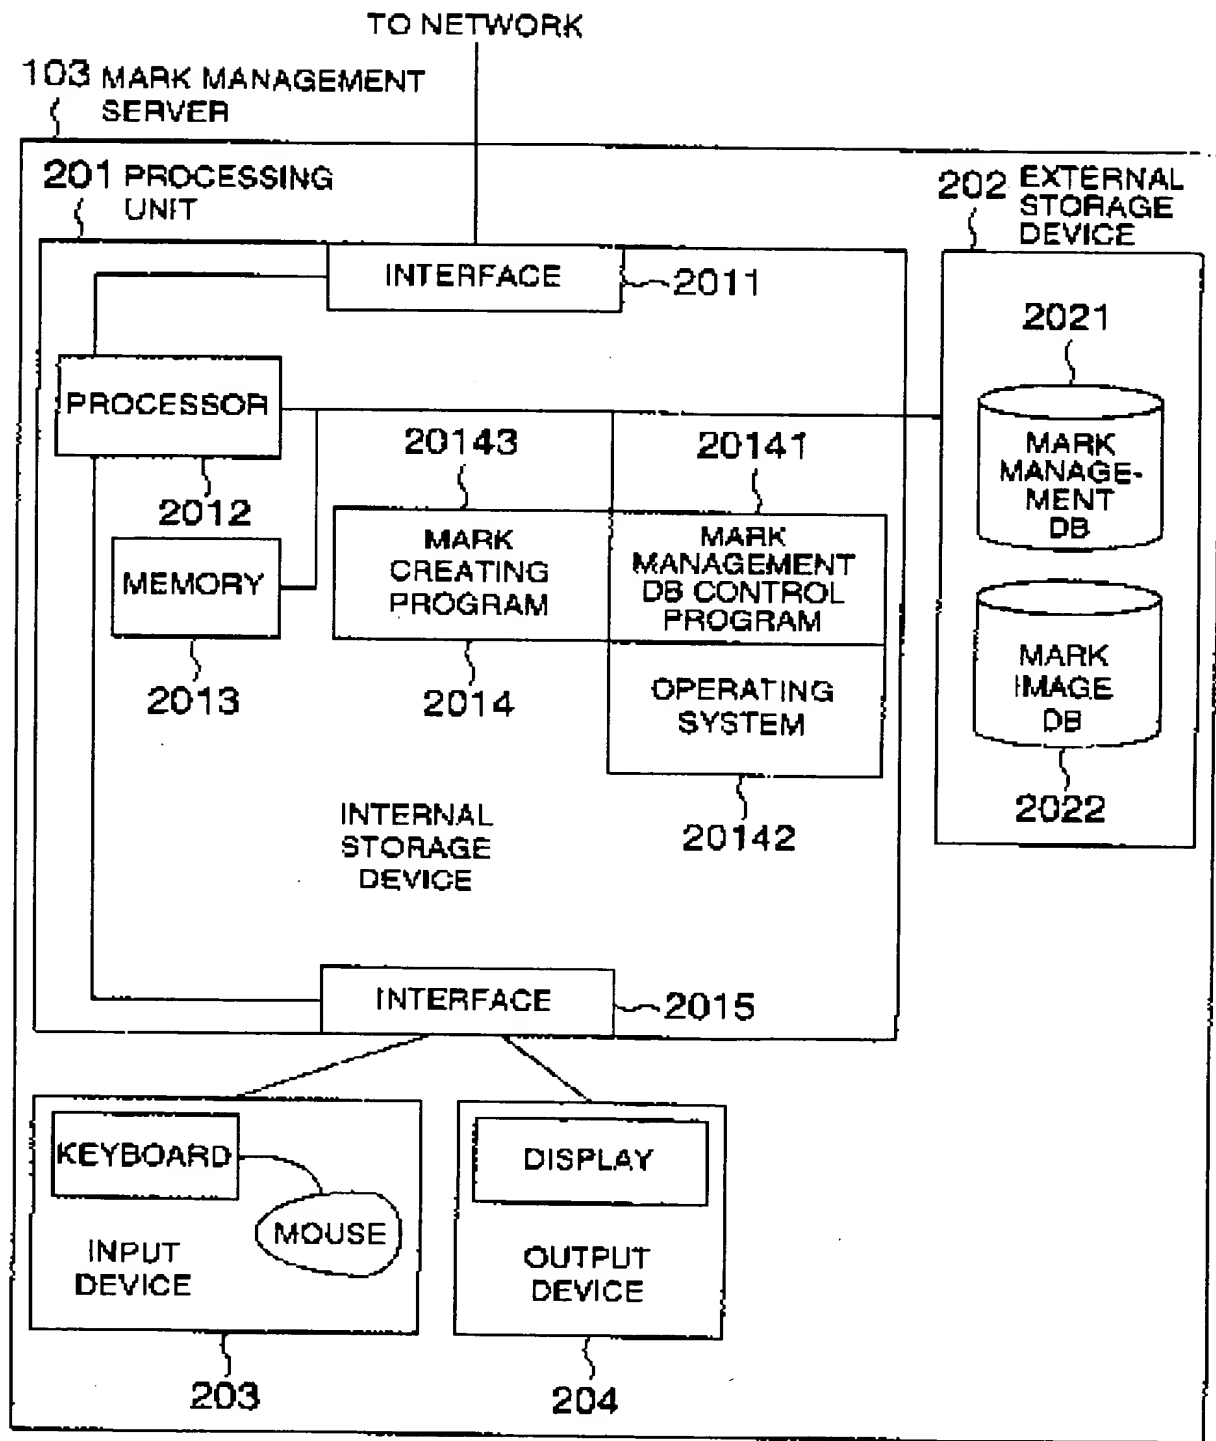 TO NETWORK
103 MARK MANAGEMENT
SERVER
201 PROCESSING
UNIT
202 EXTERNAL
STORAGE
DEVICE
INTERFACE
2011
2021
PROCESSOR
MARK
MANAGE-
MENT
DB
20143
20141
2012
MARK
CREATING
PROGRAM
MARK
MANAGEMENT
DB CONTROL
PROGRAM
MEMORY
MARK
IMAGE
DB
2013
2014
OPERATING
SYSTEM
2022
20142
INTERNAL
STORAGE
DEVICE
INTERFACE
2015
KEYBOARD
MOUSE
INPUT
DEVICE
DISPLAY
OUTPUT
DEVICE
203
204